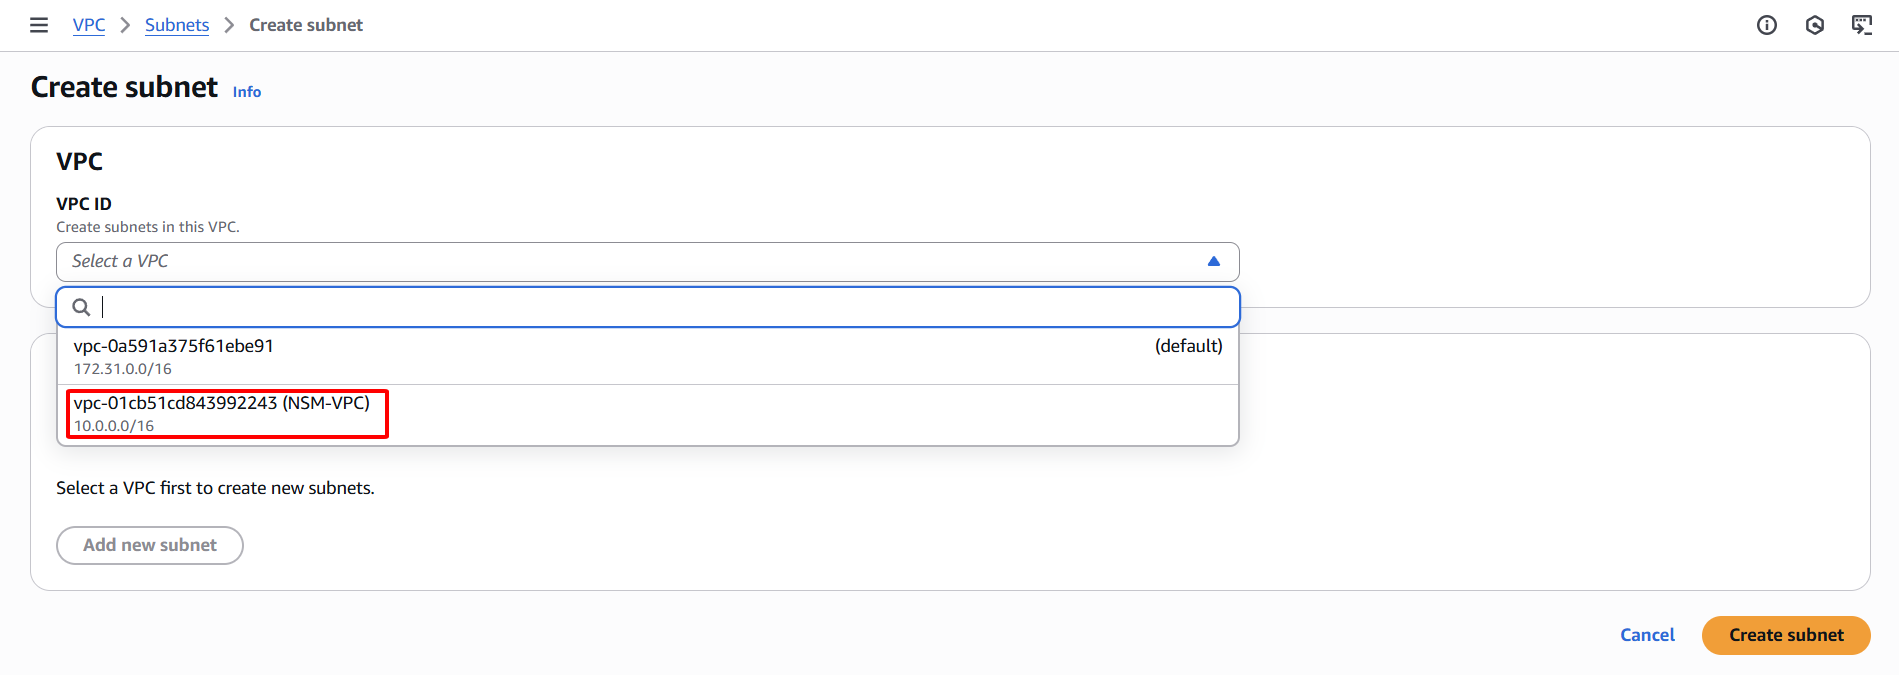 VPC > Subnets > Create subnet
Create subnet Info
VPC
VPC ID
Create subnets in this VPC.
Select a VPC
vpc-0a591a375f61ebe91 (default)
172.31.0.0/16
vpc-01cb51cd843992243 (NSM-VPC)
10.0.0.0/16
Select a VPC first to create new subnets.
Add new subnet
Cancel Create subnet